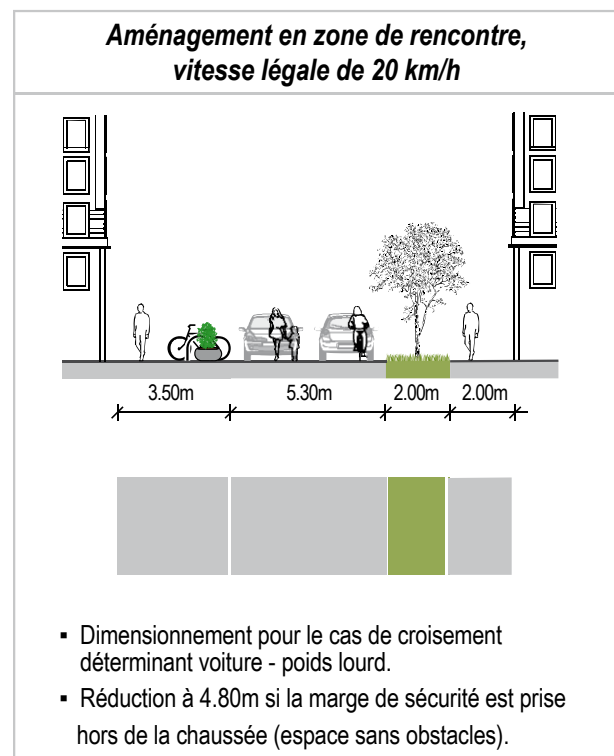 Aménagement en zone de rencontre,
vitesse légale de 20 km/h
3.50m 5.30m 2.00m 2.00m
▪ Dimensionnement pour le cas de croisement
déterminant voiture - poids lourd.
▪ Réduction à 4.80m si la marge de sécurité est prise
hors de la chaussée (espace sans obstacles).